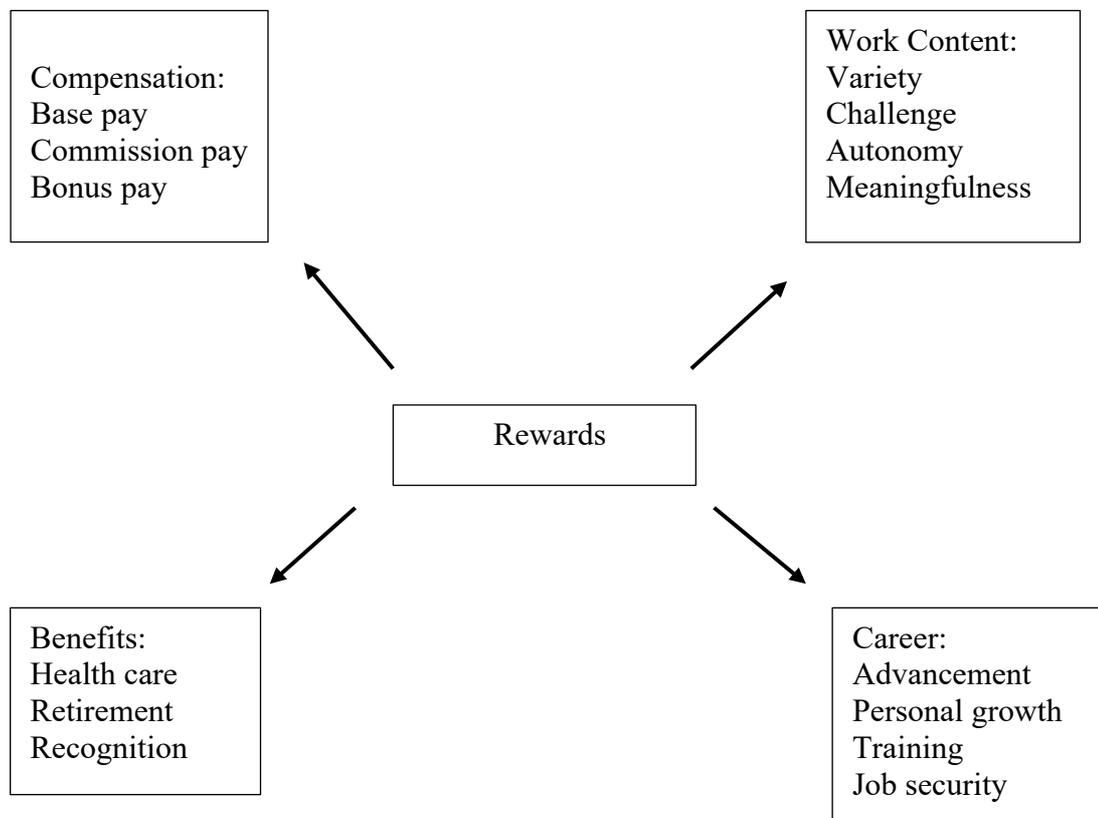 Compensation:
Base pay
Commission pay
Bonus pay
Work Content:
Variety
Challenge
Autonomy
Meaningfulness
Rewards
Benefits:
Health care
Retirement
Recognition
Career:
Advancement
Personal growth
Training
Job security